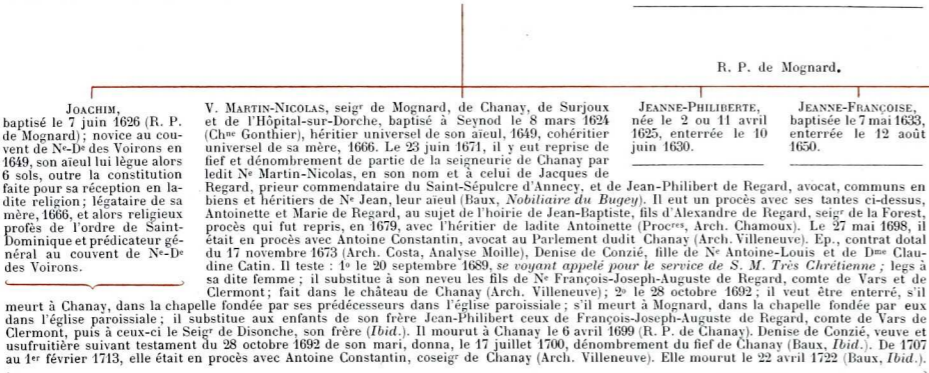 R. P. de Mognard.
JOACHIM,
baptisé le 7 juin 1626 (R. P.
de Mognard) ; novice au cou-
vent de Nᵉ-Dᵉ des Voirons en
1649, son aïeul lui lègue alors
6 sols, outre la constitution
faite pour sa réception en la-
dite religion ; légataire de sa
mère, 1666, et alors religieux
profès de l'ordre de Saint-
Dominique et prédicateur gé-
néral au couvent de Nᵉ-Dᵉ
des Voirons.
V. MARTIN-NICOLAS, seigʳ de Mognard, de Chanay, de Surjoux
et de l'Hôpital-sur-Dorche, baptisé à Seynod le 8 mars 1624
(Chⁿᵉ Gonthier), héritier universel de son aïeul, 1649, cohéritier
universel de sa mère, 1666. Le 23 juin 1671, il y eut reprise de
fief et dénombrement de partie de la seigneurie de Chanay par
ledit Nᵉ Martin-Nicolas, en son nom et à celui de Jacques de
JEANNE-PHILIBERTE,
née le 2 ou 11 avril
1625, enterrée le 10
juin 1630.
JEANNE-FRANÇOISE,
baptisée le 7 mai 1633,
enterrée le 12 août
1650.
Regard, prieur commendataire du Saint-Sépulcre d'Annecy, et de Jean-Philibert de Regard, avocat, communs en
biens et héritiers de Nᵉ Jean, leur aïeul (Baux, Nobiliaire du Bugey). Il eut un procès avec ses tantes ci-dessus,
Antoinette et Marie de Regard, au sujet de l'hoirie de Jean-Baptiste, fils d'Alexandre de Regard, seigʳ de la Forest,
procès qui fut repris, en 1679, avec l'héritier de ladite Antoinette (Procʳᵉˢ, Arch. Chamoux). Le 27 mai 1698, il
était en procès avec Antoine Constantin, avocat au Parlement dudit Chanay (Arch. Villeneuve). Ep., contrat dotal
du 17 novembre 1673 (Arch. Costa, Analyse Moille), Denise de Conzié, fille de Nᵉ Antoine-Louis et de Dᵐᵉ Clau-
dine Catin. Il teste : 1º le 20 septembre 1689, se voyant appelé pour le service de S. M. Très Chrétienne ; legs à
sa dite femme ; il substitue à son neveu les fils de Nᵉ François-Joseph-Auguste de Regard, comte de Vars et de
Clermont ; fait dans le château de Chanay (Arch. Villeneuve) ; 2º le 28 octobre 1692 ; il veut être enterré, s'il
meurt à Chanay, dans la chapelle fondée par ses prédécesseurs dans l'église paroissiale ; s'il meurt à Mognard, dans la chapelle fondée par eux
dans l'église paroissiale ; il substitue aux enfants de son frère Jean-Philibert ceux de François-Joseph-Auguste de Regard, comte de Vars de
Clermont, puis à ceux-ci le Seigʳ de Disonche, son frère (Ibid.). Il mourut à Chanay le 6 avril 1699 (R. P. de Chanay). Denise de Conzié, veuve et
usufruitière suivant testament du 28 octobre 1692 de son mari, donna, le 17 juillet 1700, dénombrement du fief de Chanay (Baux, Ibid.). De 1707
au 1ᵉʳ février 1713, elle était en procès avec Antoine Constantin, coseigʳ de Chanay (Arch. Villeneuve). Elle mourut le 22 avril 1722 (Baux, Ibid.).